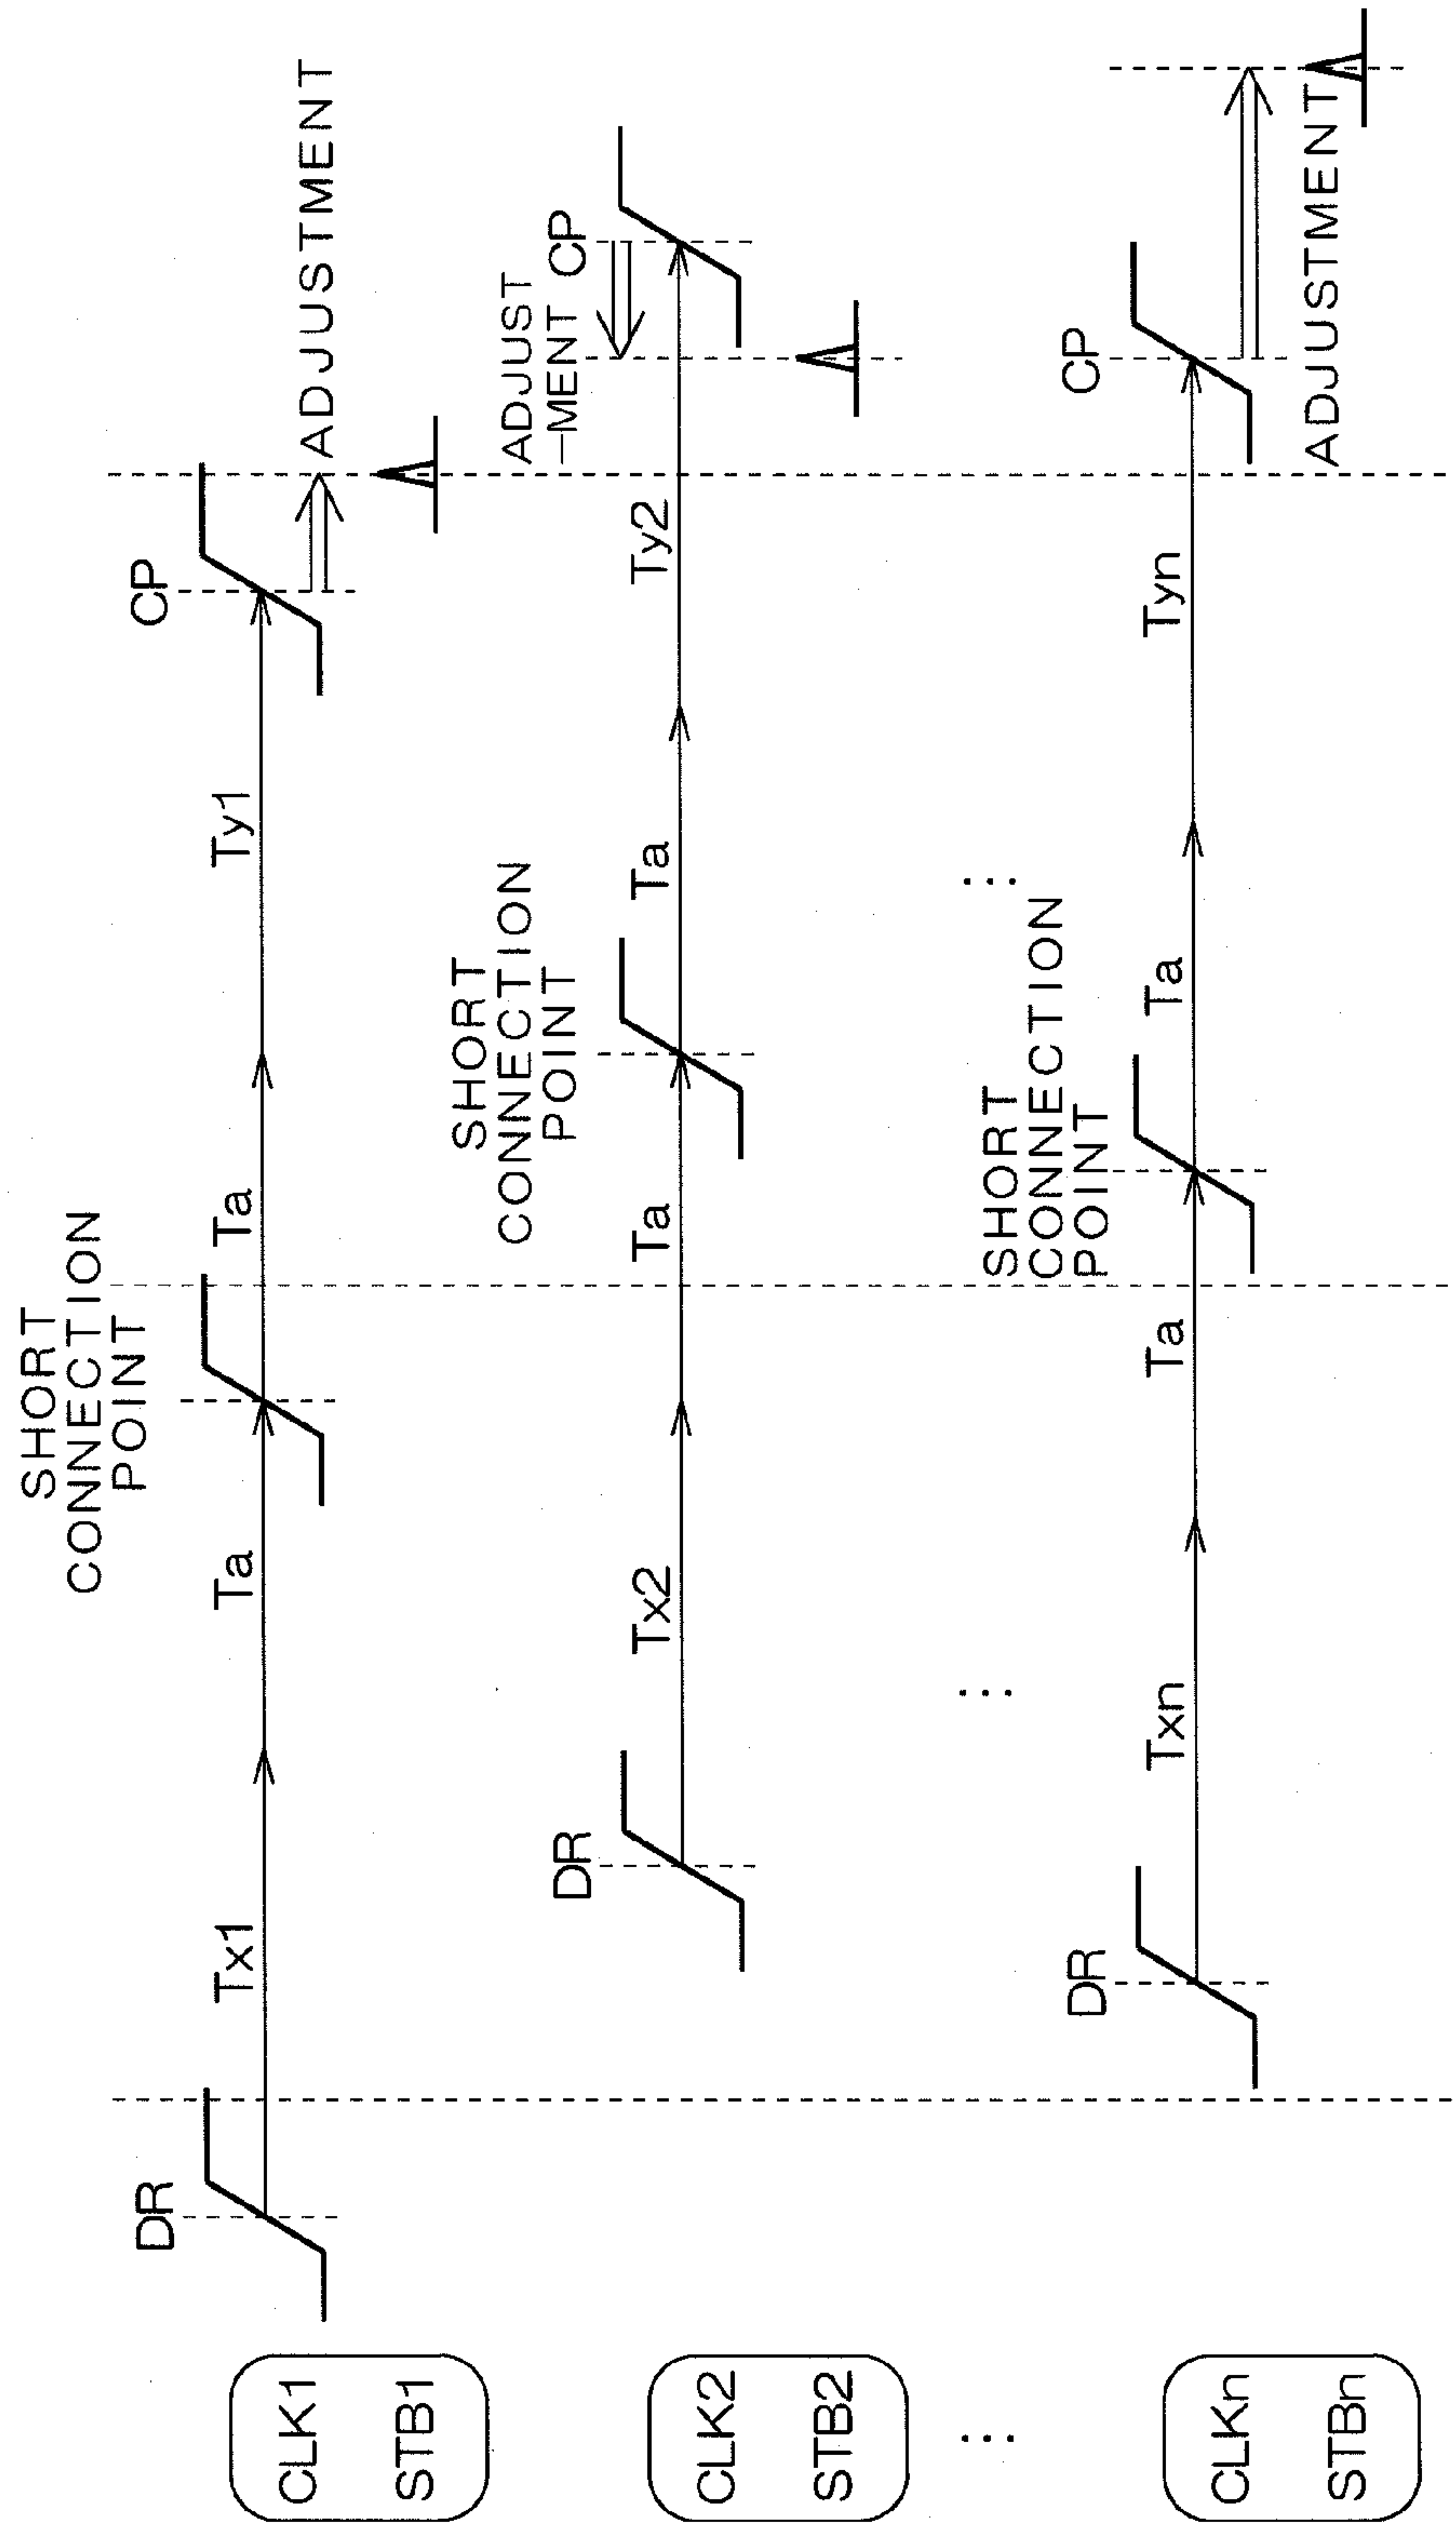 CLK1
STB1
DR
Tx1
Ta
SHORT
CONNECTION
POINT
Ta
Ty1
CP
ADJUSTMENT
CLK2
STB2
DR
Tx2
Ta
SHORT
CONNECTION
POINT
Ta
Ty2
ADJUST
-MENT
CP
...
...
...
CLKn
STBn
DR
Txn
Ta
SHORT
CONNECTION
POINT
Ta
Tyn
CP
ADJUSTMENT